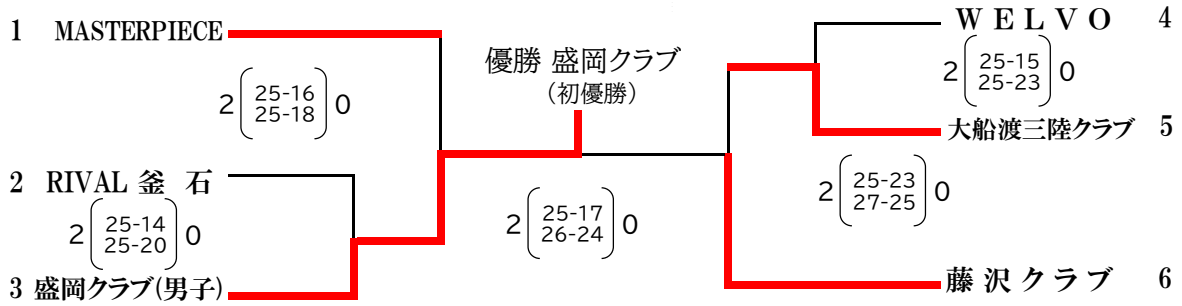 1 MASTERPIECE
2 25-16 0
25-18
2 RIVAL 釜 石
2 25-14 0
25-20
3 盛岡クラブ(男子)
優勝 盛岡クラブ
(初優勝)
2 25-17 0
26-24
WELVO 4
2 25-15 0
25-23
大船渡三陸クラブ 5
2 25-23 0
27-25
藤沢クラブ 6